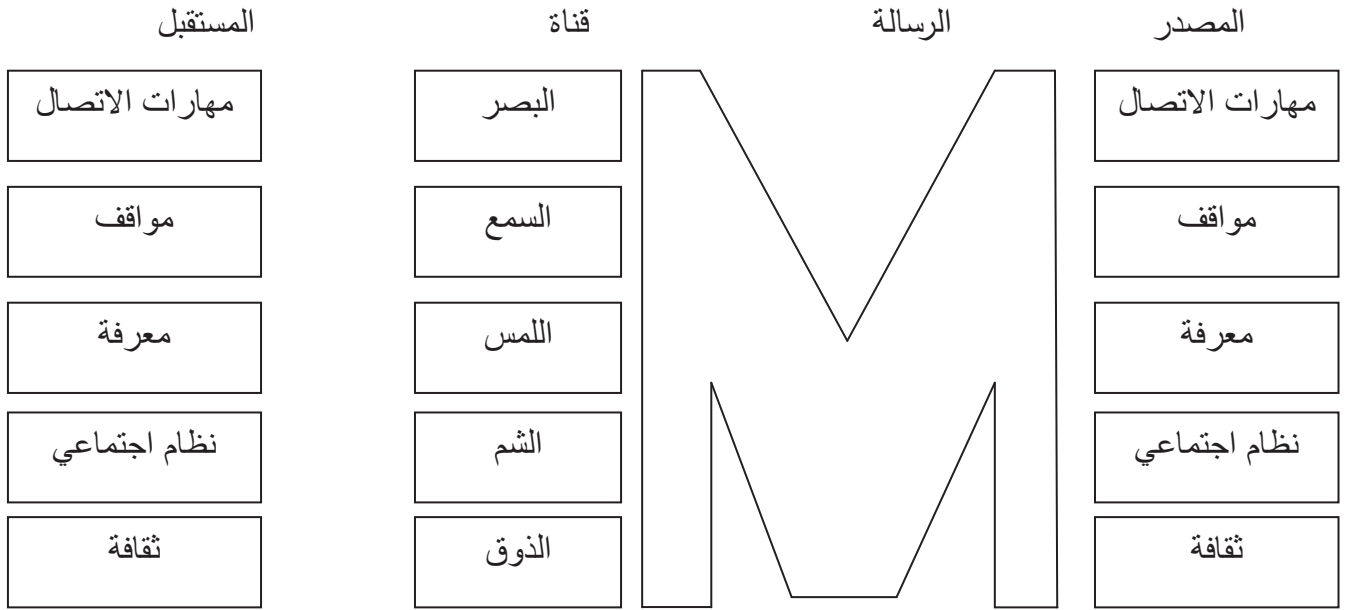 المصدر
الرسالة
قناة
المستقبل
مهارات الاتصال
مواقف
معرفة
نظام اجتماعي
ثقافة
M
البصر
السمع
اللمس
الشم
الذوق
مهارات الاتصال
مواقف
معرفة
نظام اجتماعي
ثقافة